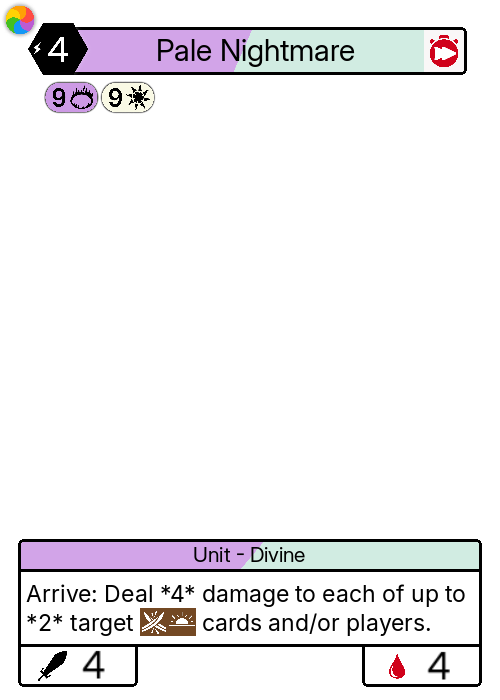 4 Pale Nightmare
9 9
Unit - Divine
Arrive: Deal *4* damage to each of up to
*2* target cards and/or players.
4 4